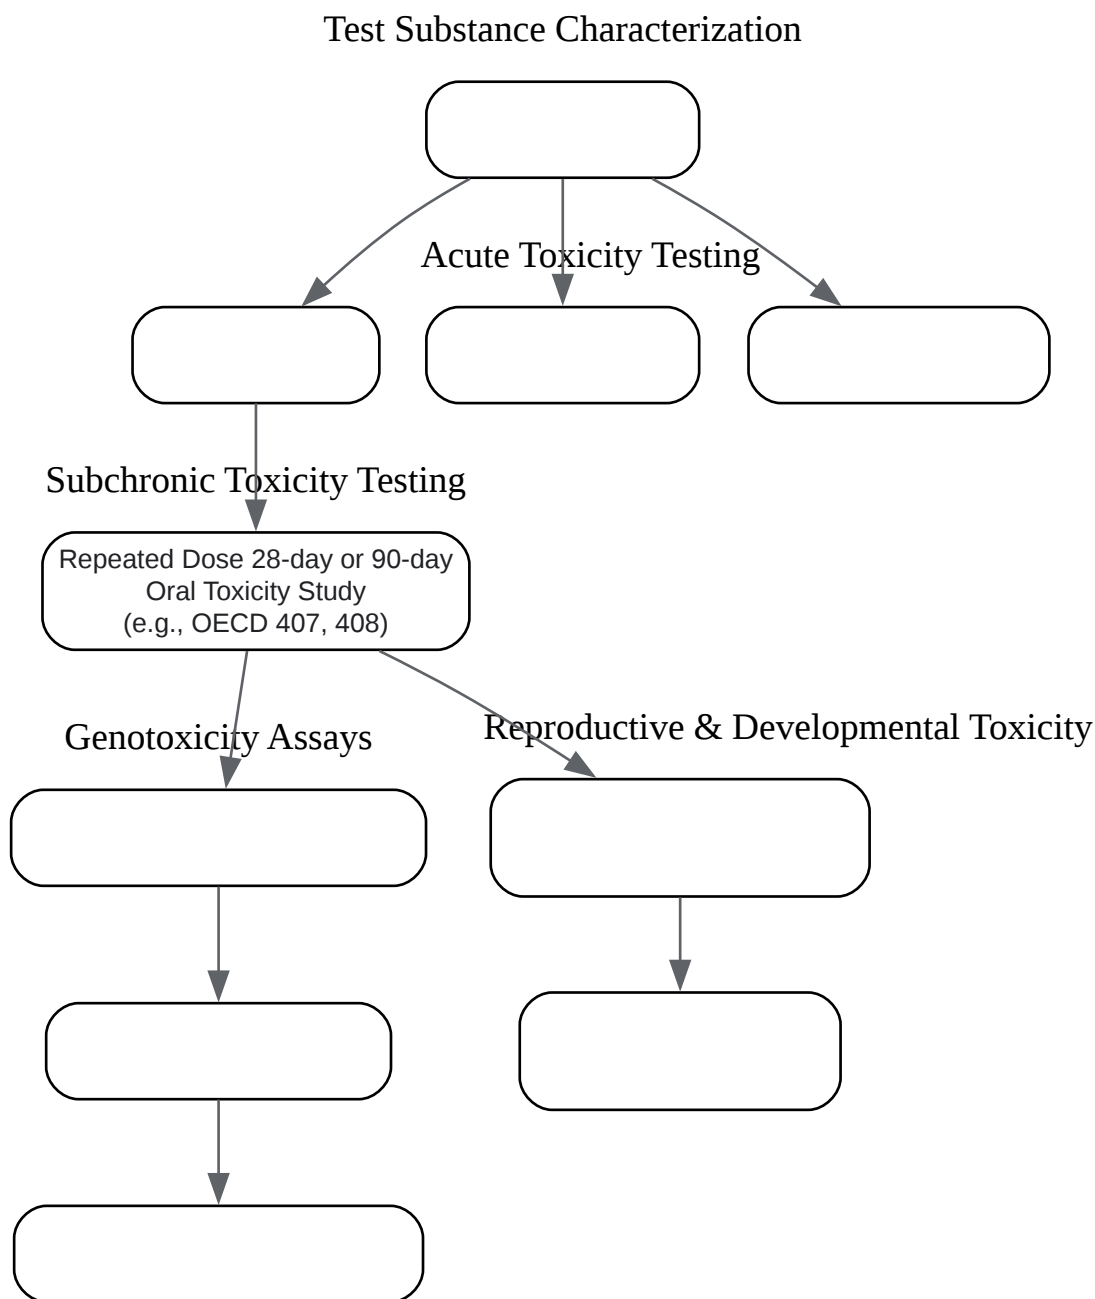 Test Substance Characterization
Acute Toxicity Testing
Subchronic Toxicity Testing
Repeated Dose 28-day or 90-day
Oral Toxicity Study
(e.g., OECD 407, 408)
Genotoxicity Assays
Reproductive & Developmental Toxicity